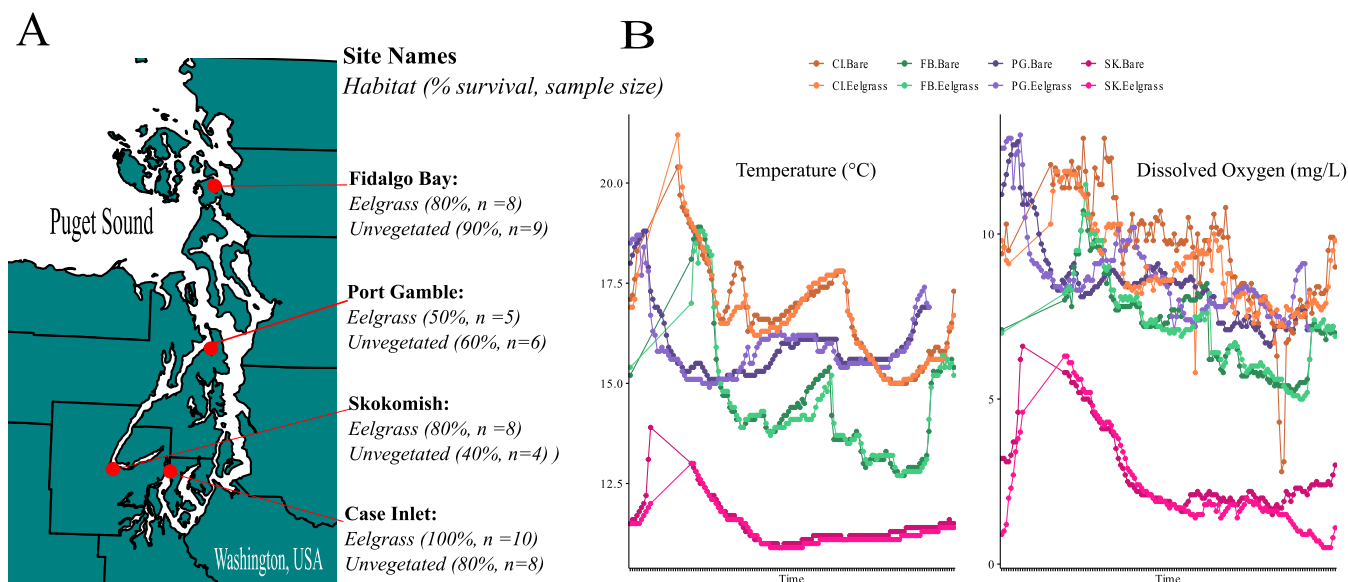 A
Site Names
Habitat (% survival, sample size)
Puget Sound
Fidalgo Bay:
Eelgrass (80%, n =8)
Unvegetated (90%, n=9)
Port Gamble:
Eelgrass (50%, n =5)
Unvegetated (60%, n=6)
Skokomish:
Eelgrass (80%, n =8)
Unvegetated (40%, n=4) )
Case Inlet:
Eelgrass (100%, n =10)
Unvegetated (80%, n=8)
Washington, USA
B
CI.Bare FB.Bare PG.Bare SK.Bare
CI.Eelgrass FB.Eelgrass PG.Eelgrass SK.Eelgrass
Temperature (°C)
20.0
17.5
15.0
12.5
Time
Dissolved Oxygen (mg/L)
10
5
0
Time